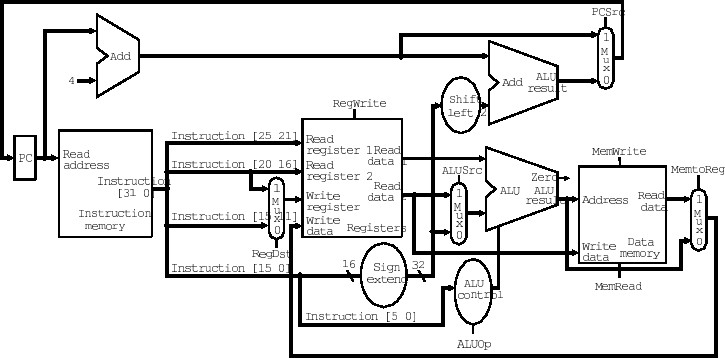 PCSrc
1
M
u
x
0
Add
4
Add
ALU
result
Shift
left 2
RegWrite
PC
Read
address
Instruction
[31 0]
Instruction
memory
Instruction [25 21]
Instruction [20 16]
Instruction [15 11]
Instruction [15 0]
1
M
u
x
0
RegDst
Read
register 1
Read
register 2
Write
register
Write
data
Read
data 1
Read
data
Registers
ALUSrc
1
M
u
x
0
ALU
Zero
ALU
result
MemWrite
Address
Read
data
Write
data
Data
memory
MemRead
MemtoReg
1
M
u
x
0
16
Sign
extend
32
ALU
control
Instruction [5 0]
ALUOp